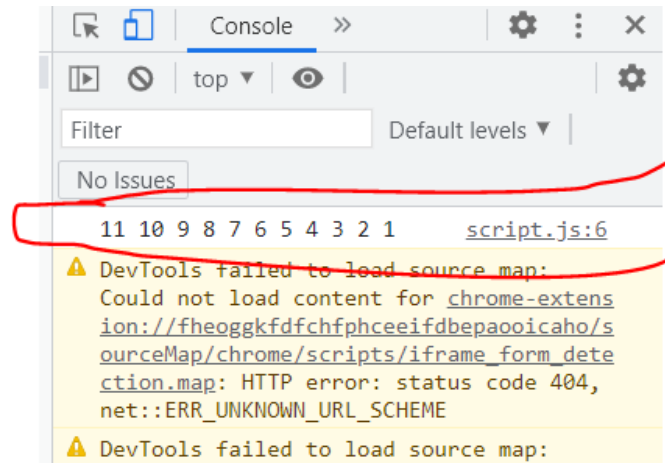 Console
top
Filter Default levels
No Issues
11 10 9 8 7 6 5 4 3 2 1 script.js:6
DevTools failed to load source map:
Could not load content for chrome-extens
ion://fheoggkfdfchfphceeifdbepaooicaho/s
ourceMap/chrome/scripts/iframe_form_dete
ction.map: HTTP error: status code 404,
net::ERR_UNKNOWN_URL_SCHEME
DevTools failed to load source map: